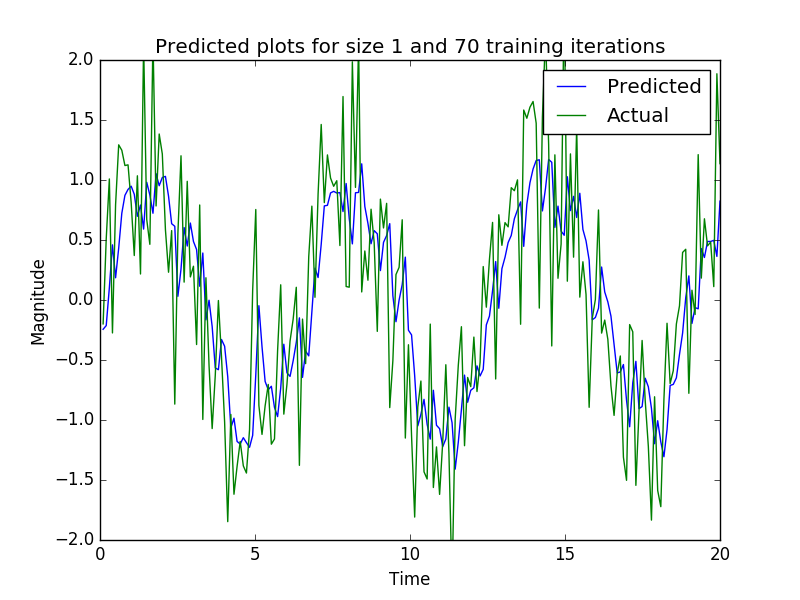 Predicted plots for size 1 and 70 training iterations
Predicted
Actual
2.0
1.5
1.0
0.5
0.0
−0.5
−1.0
−1.5
−2.0
Magnitude
0 5 10 15 20
Time